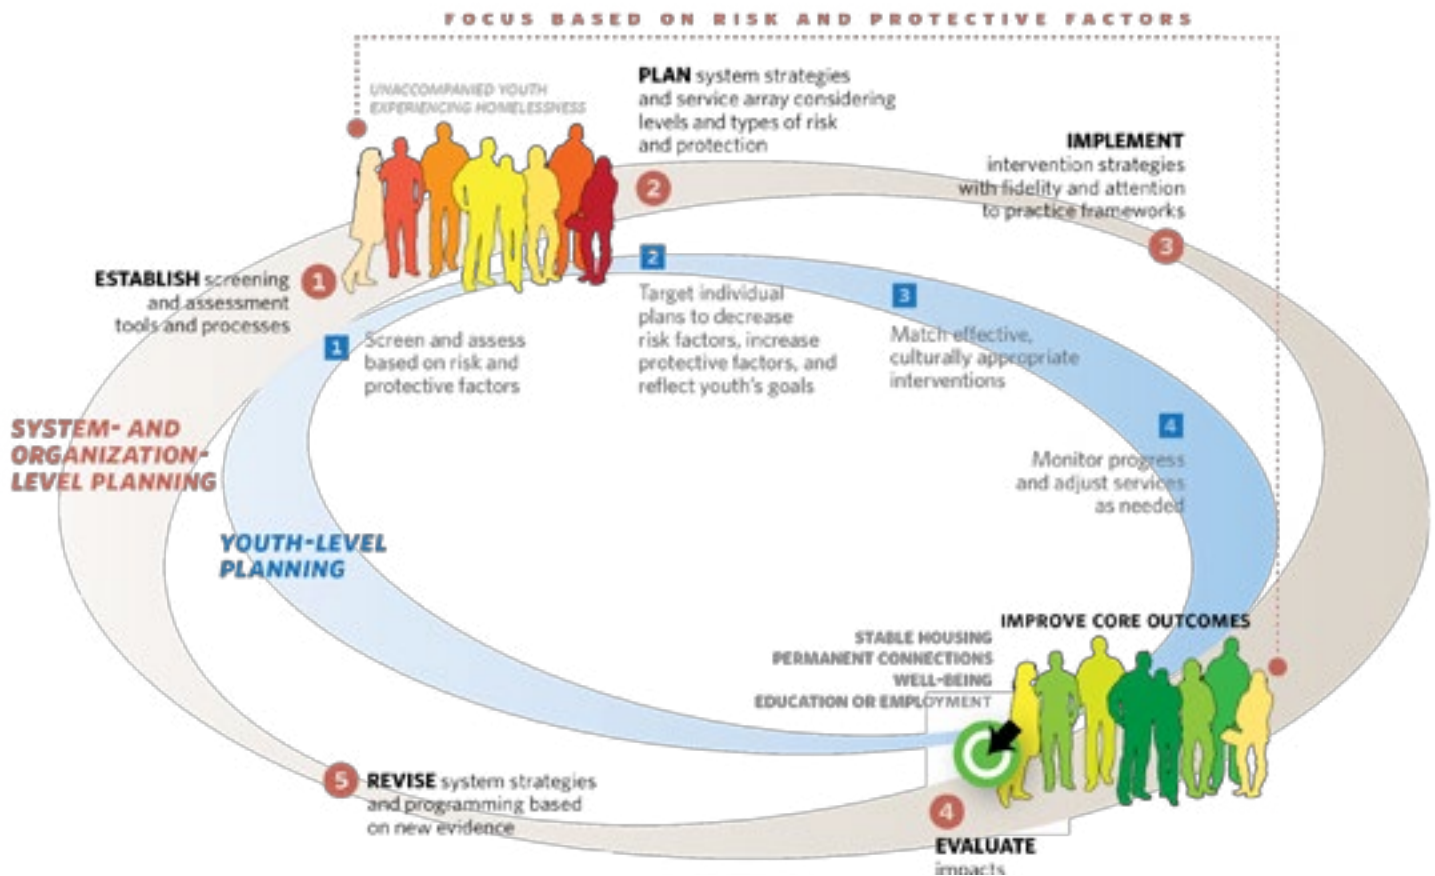 FOCUS BASED ON RISK AND PROTECTIVE FACTORS
UNACCOMPANIED YOUTH
EXPERIENCING HOMELESSNESS
PLAN system strategies
and service array considering
levels and types of risk
and protection
2
IMPLEMENT
intervention strategies
with fidelity and attention
to practice frameworks
3
ESTABLISH screening
and assessment
tools and processes
1
1
Screen and assess
based on risk and
protective factors
2
Target individual
plans to decrease
risk factors, increase
protective factors, and
reflect youth's goals
3
Match effective,
culturally appropriate
interventions
4
Monitor progress
and adjust services
as needed
SYSTEM- AND
ORGANIZATION-
LEVEL PLANNING
YOUTH-LEVEL
PLANNING
IMPROVE CORE OUTCOMES
STABLE HOUSING
PERMANENT CONNECTIONS
WELL-BEING
EDUCATION OR EMPLOYMENT
5
REVISE system strategies
and programming based
on new evidence
4
EVALUATE
impacts